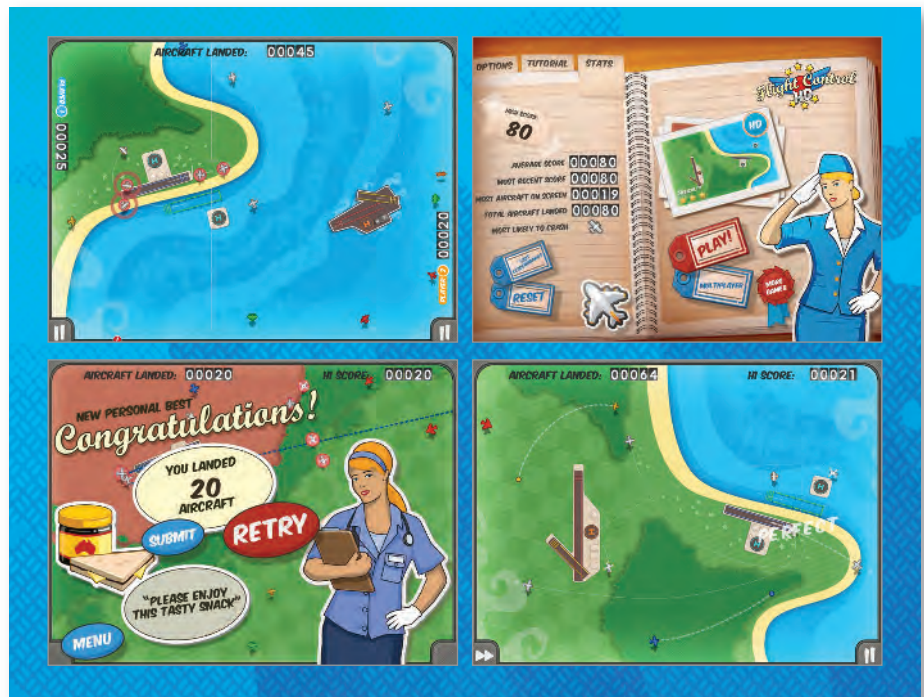 AIRCRAFT LANDED: 00045
PLAYER 2
00025
H
H
00020
PLAYER 1
OPTIONS TUTORIAL STATS
Flight Control
HD
HIGH SCORE
80
HD
AVERAGE SCORE 00080
MOST RECENT SCORE 00080
MOST AIRCRAFT ON SCREEN 00019
TOTAL AIRCRAFT LANDED 00080
MOST LIKELY TO CRASH
PLAY!
RESET
MULTIPLAYER
MORE
GAMES
AIRCRAFT LANDED: 00020 HI SCORE: 00020
NEW PERSONAL BEST
Congratulations!
YOU LANDED
20
AIRCRAFT
SUBMIT
RETRY
"PLEASE ENJOY
THIS TASTY SNACK"
MENU
AIRCRAFT LANDED: 00064 HI SCORE: 00021
H
H
PERFECT